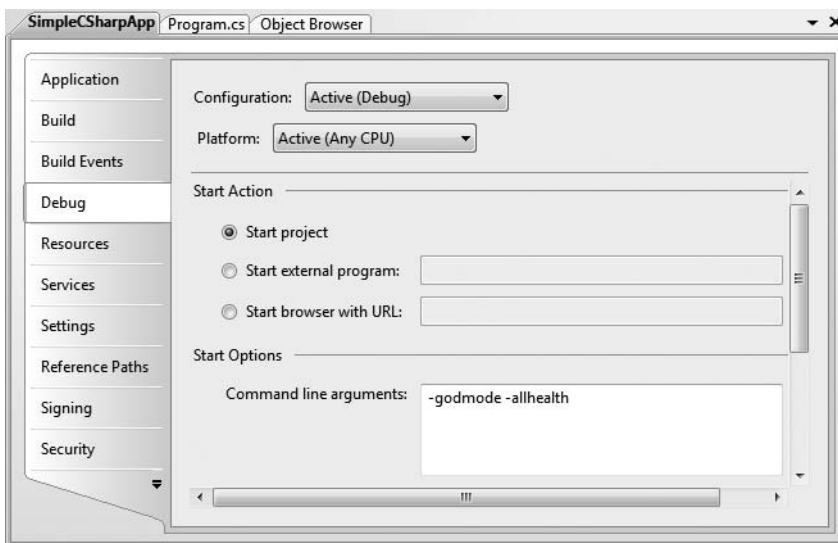 SimpleCSharpApp Program.cs Object Browser
Application
Build
Build Events
Debug
Resources
Services
Settings
Reference Paths
Signing
Security
Configuration: Active (Debug)
Platform: Active (Any CPU)
Start Action
Start project
Start external program:
Start browser with URL:
Start Options
Command line arguments: -godmode -allhealth